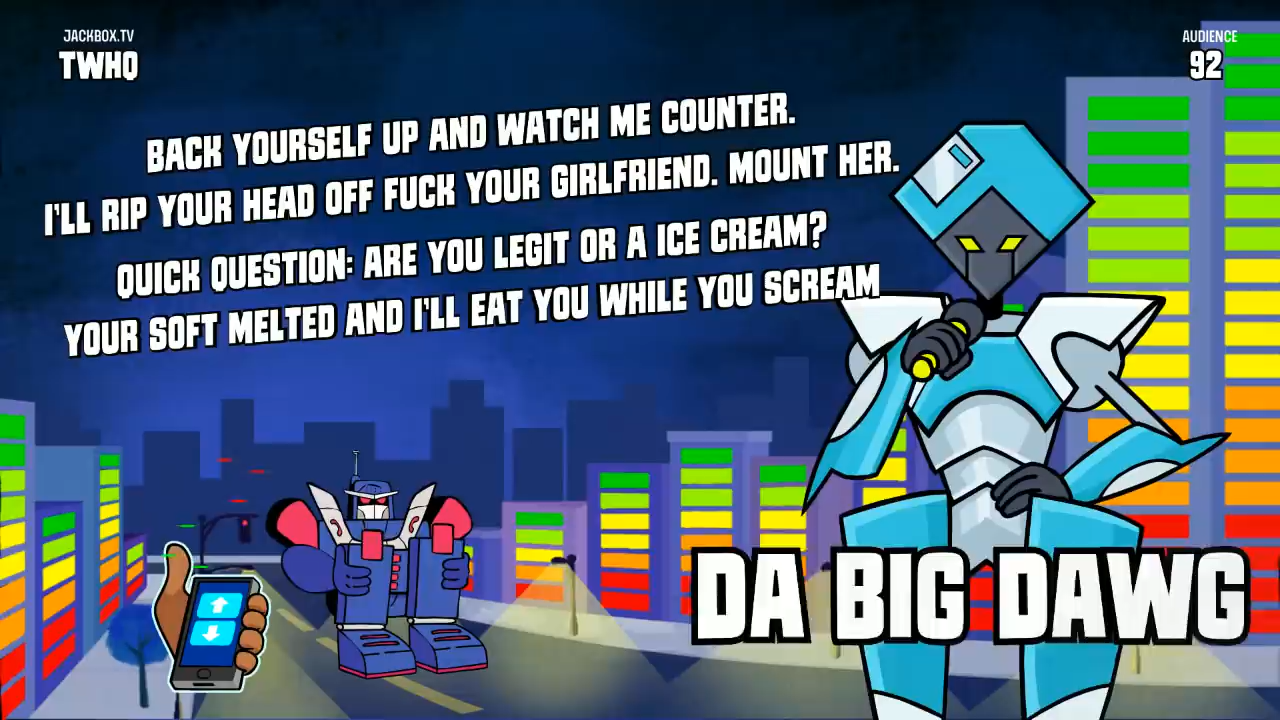 JACKBOX.TV
TWHQ
AUDIENCE
92
BACK YOURSELF UP AND WATCH ME COUNTER.
I'LL RIP YOUR HEAD OFF FUCK YOUR GIRLFRIEND. MOUNT HER.
QUICK QUESTION: ARE YOU LEGIT OR A ICE CREAM?
YOUR SOFT MELTED AND I'LL EAT YOU WHILE YOU SCREAM
DA BIG DAWG